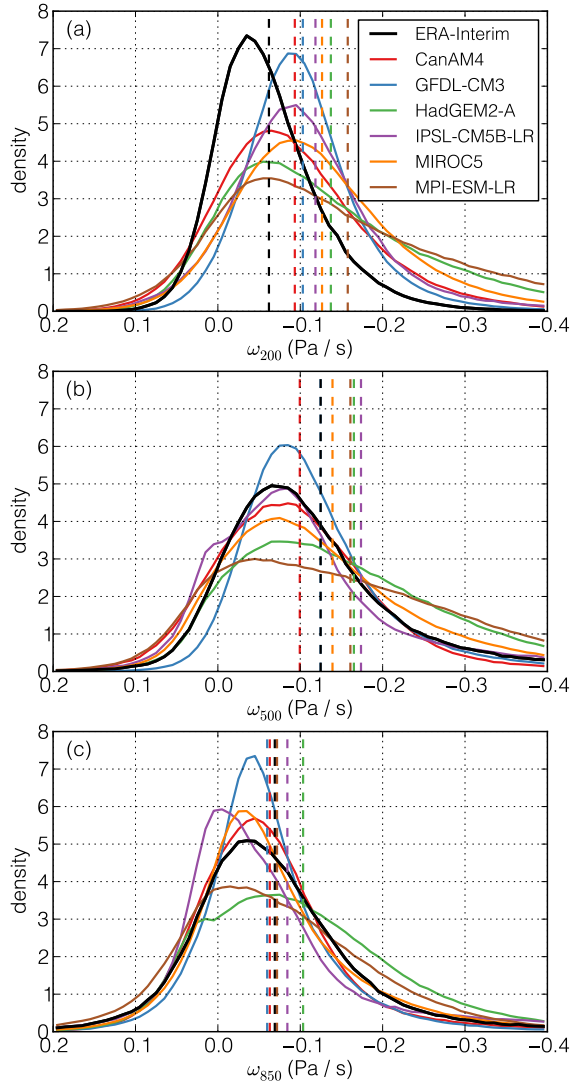 (a)
ERA-Interim
CanAM4
GFDL-CM3
HadGEM2-A
IPSL-CM5B-LR
MIROC5
MPI-ESM-LR
density
8
7
6
5
4
3
2
1
0
0.2 0.1 0.0 −0.1 −0.2 −0.3 −0.4
ω200 (Pa / s)
(b)
density
8
7
6
5
4
3
2
1
0
0.2 0.1 0.0 −0.1 −0.2 −0.3 −0.4
ω500 (Pa / s)
(c)
density
8
7
6
5
4
3
2
1
0
0.2 0.1 0.0 −0.1 −0.2 −0.3 −0.4
ω850 (Pa / s)